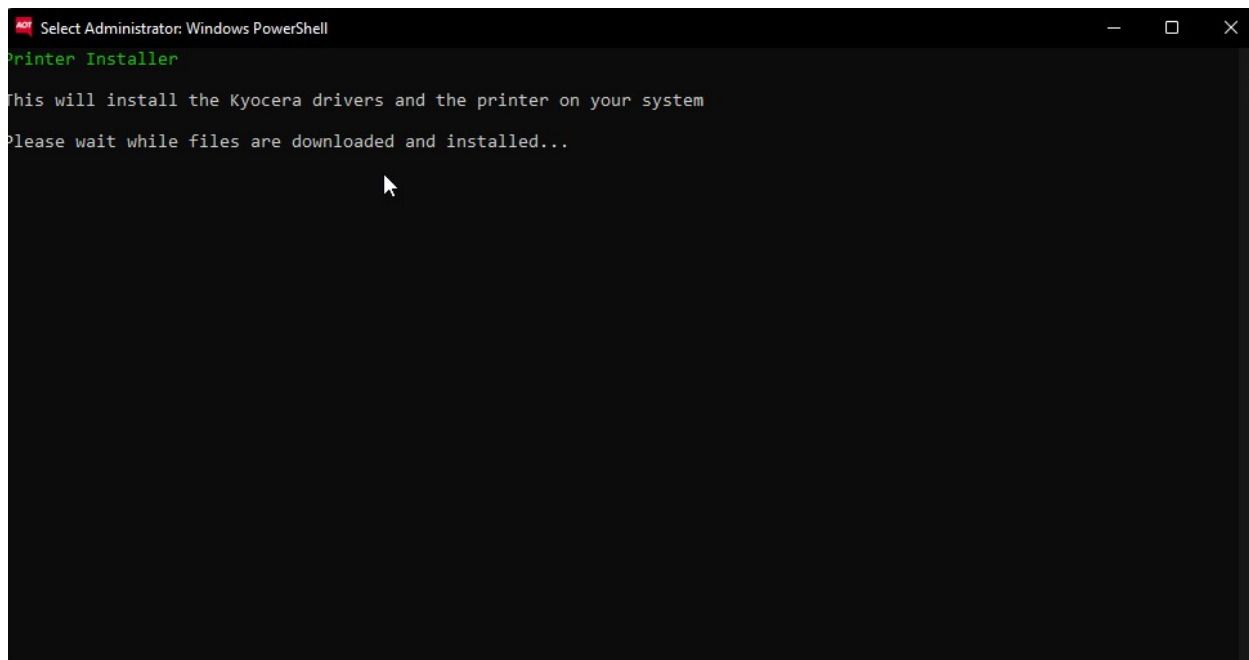 AOT Select Administrator: Windows PowerShell
Printer Installer
This will install the Kyocera drivers and the printer on your system
Please wait while files are downloaded and installed...